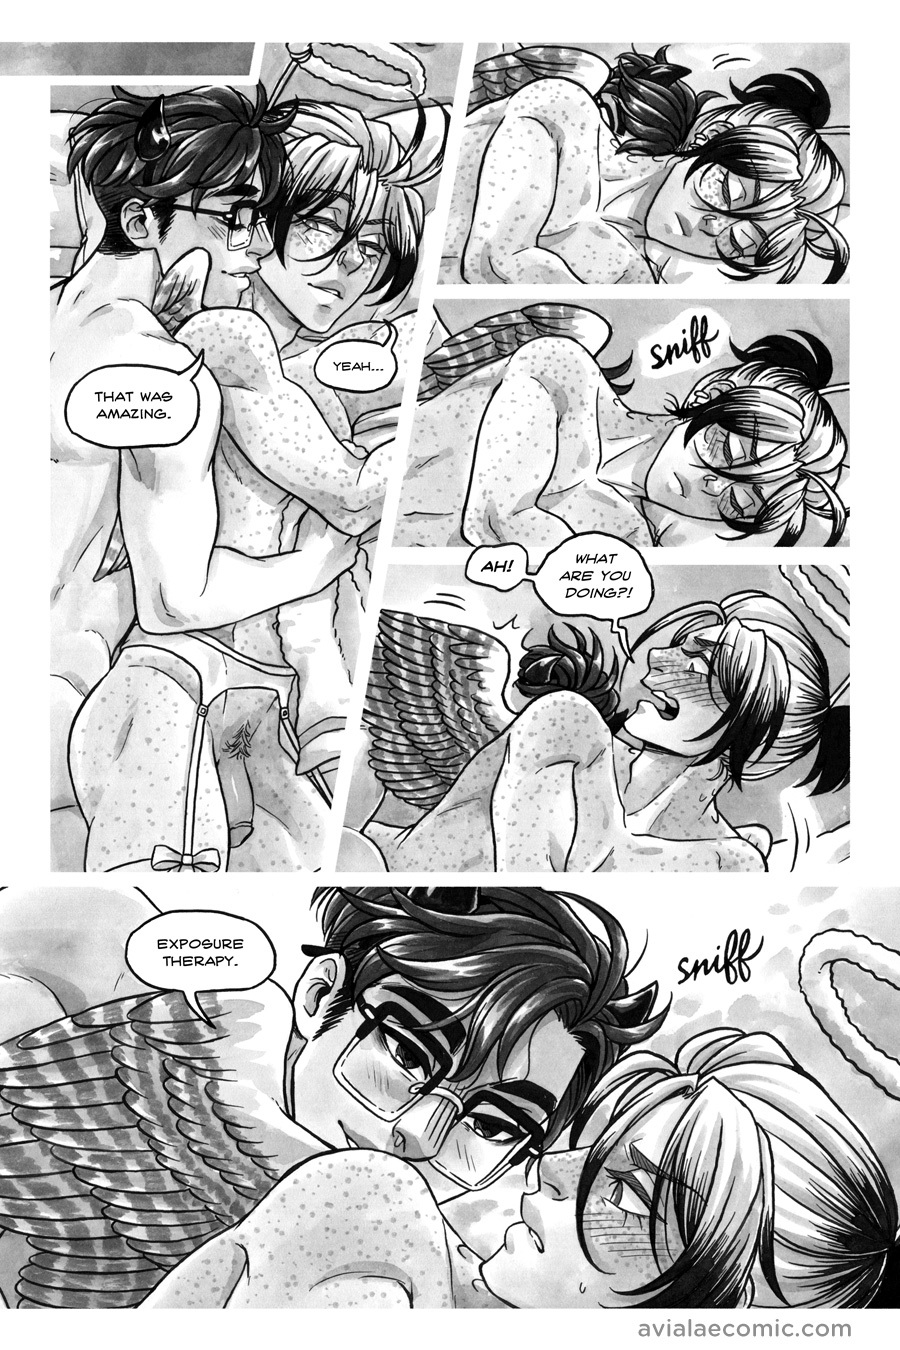 THAT WAS
AMAZING.
YEAH...
sniff
AH!
WHAT
ARE YOU
DOING?!
EXPOSURE
THERAPY.
sniff
avialaecomic.com